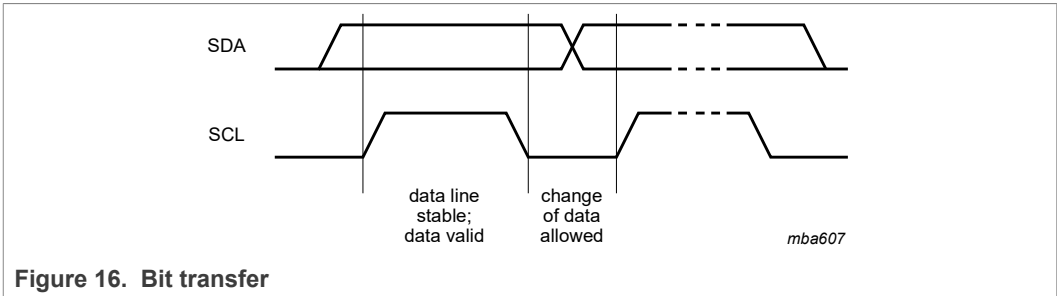 SDA
SCL
data line
stable;
data valid
change
of data
allowed
mba607
Figure 16. Bit transfer